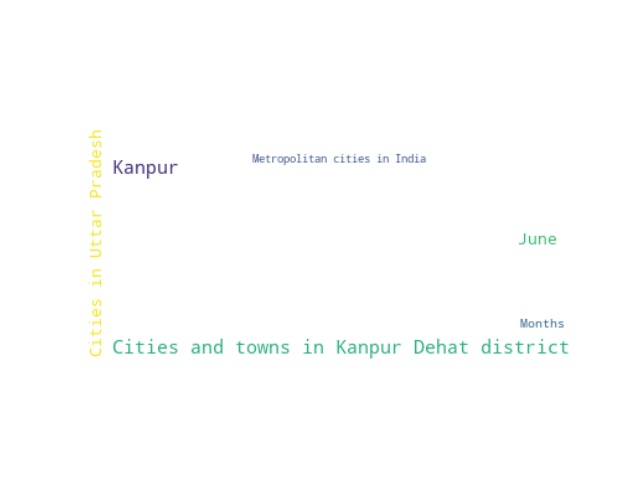 Cities in Uttar Pradesh
Metropolitan cities in India
Kanpur
June
Months
Cities and towns in Kanpur Dehat district